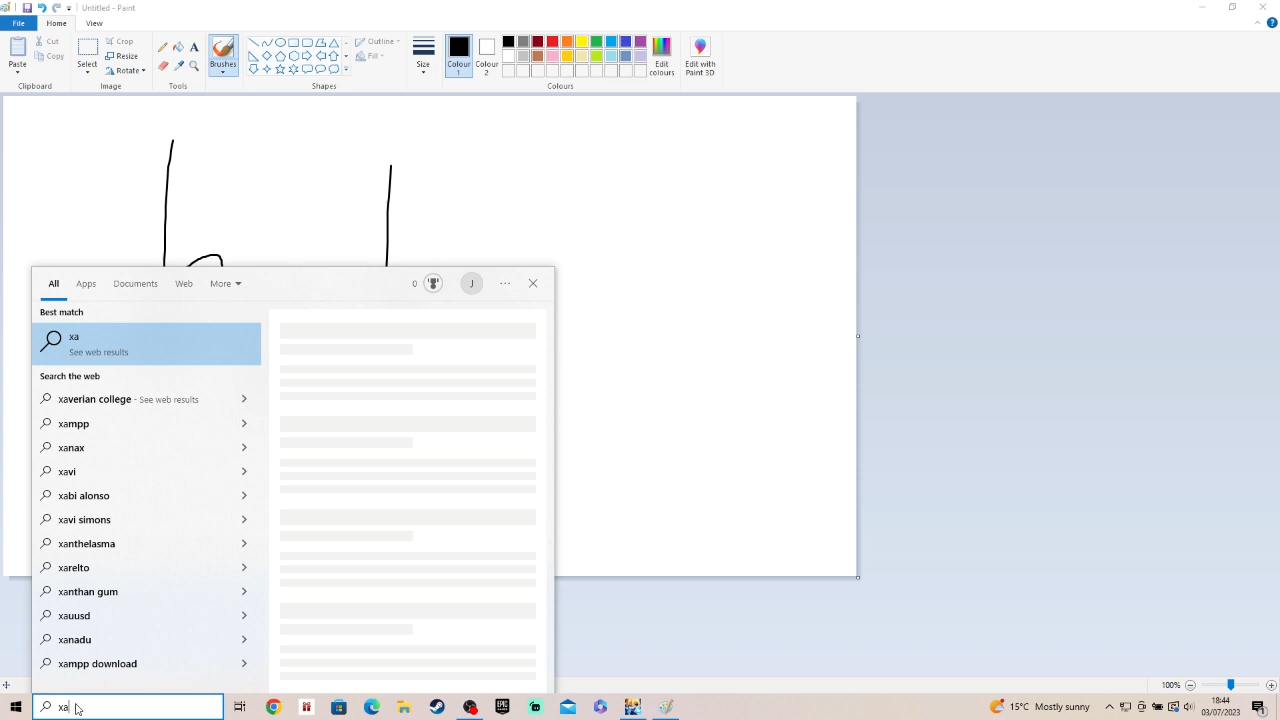 Untitled - Paint
File
Home
View
Paste
Cut
Copy
Clipboard
Select
Crop
Resize
Rotate
Image
A
Tools
Brushes
Outline
Fill
Shapes
Size
Colour 1
Colour 2
Edit colours
Edit with Paint 3D
Colours
All
Apps
Documents
Web
More
0
J
Best match
xa
See web results
Search the web
xaverian college - See web results
xampp
xanax
xavi
xabi alonso
xavi simons
xanthelasma
xarelto
xanthan gum
xauusd
xanadu
xampp download
100%
xa
EPIC
15°C Mostly sunny
18:44
03/07/2023
1